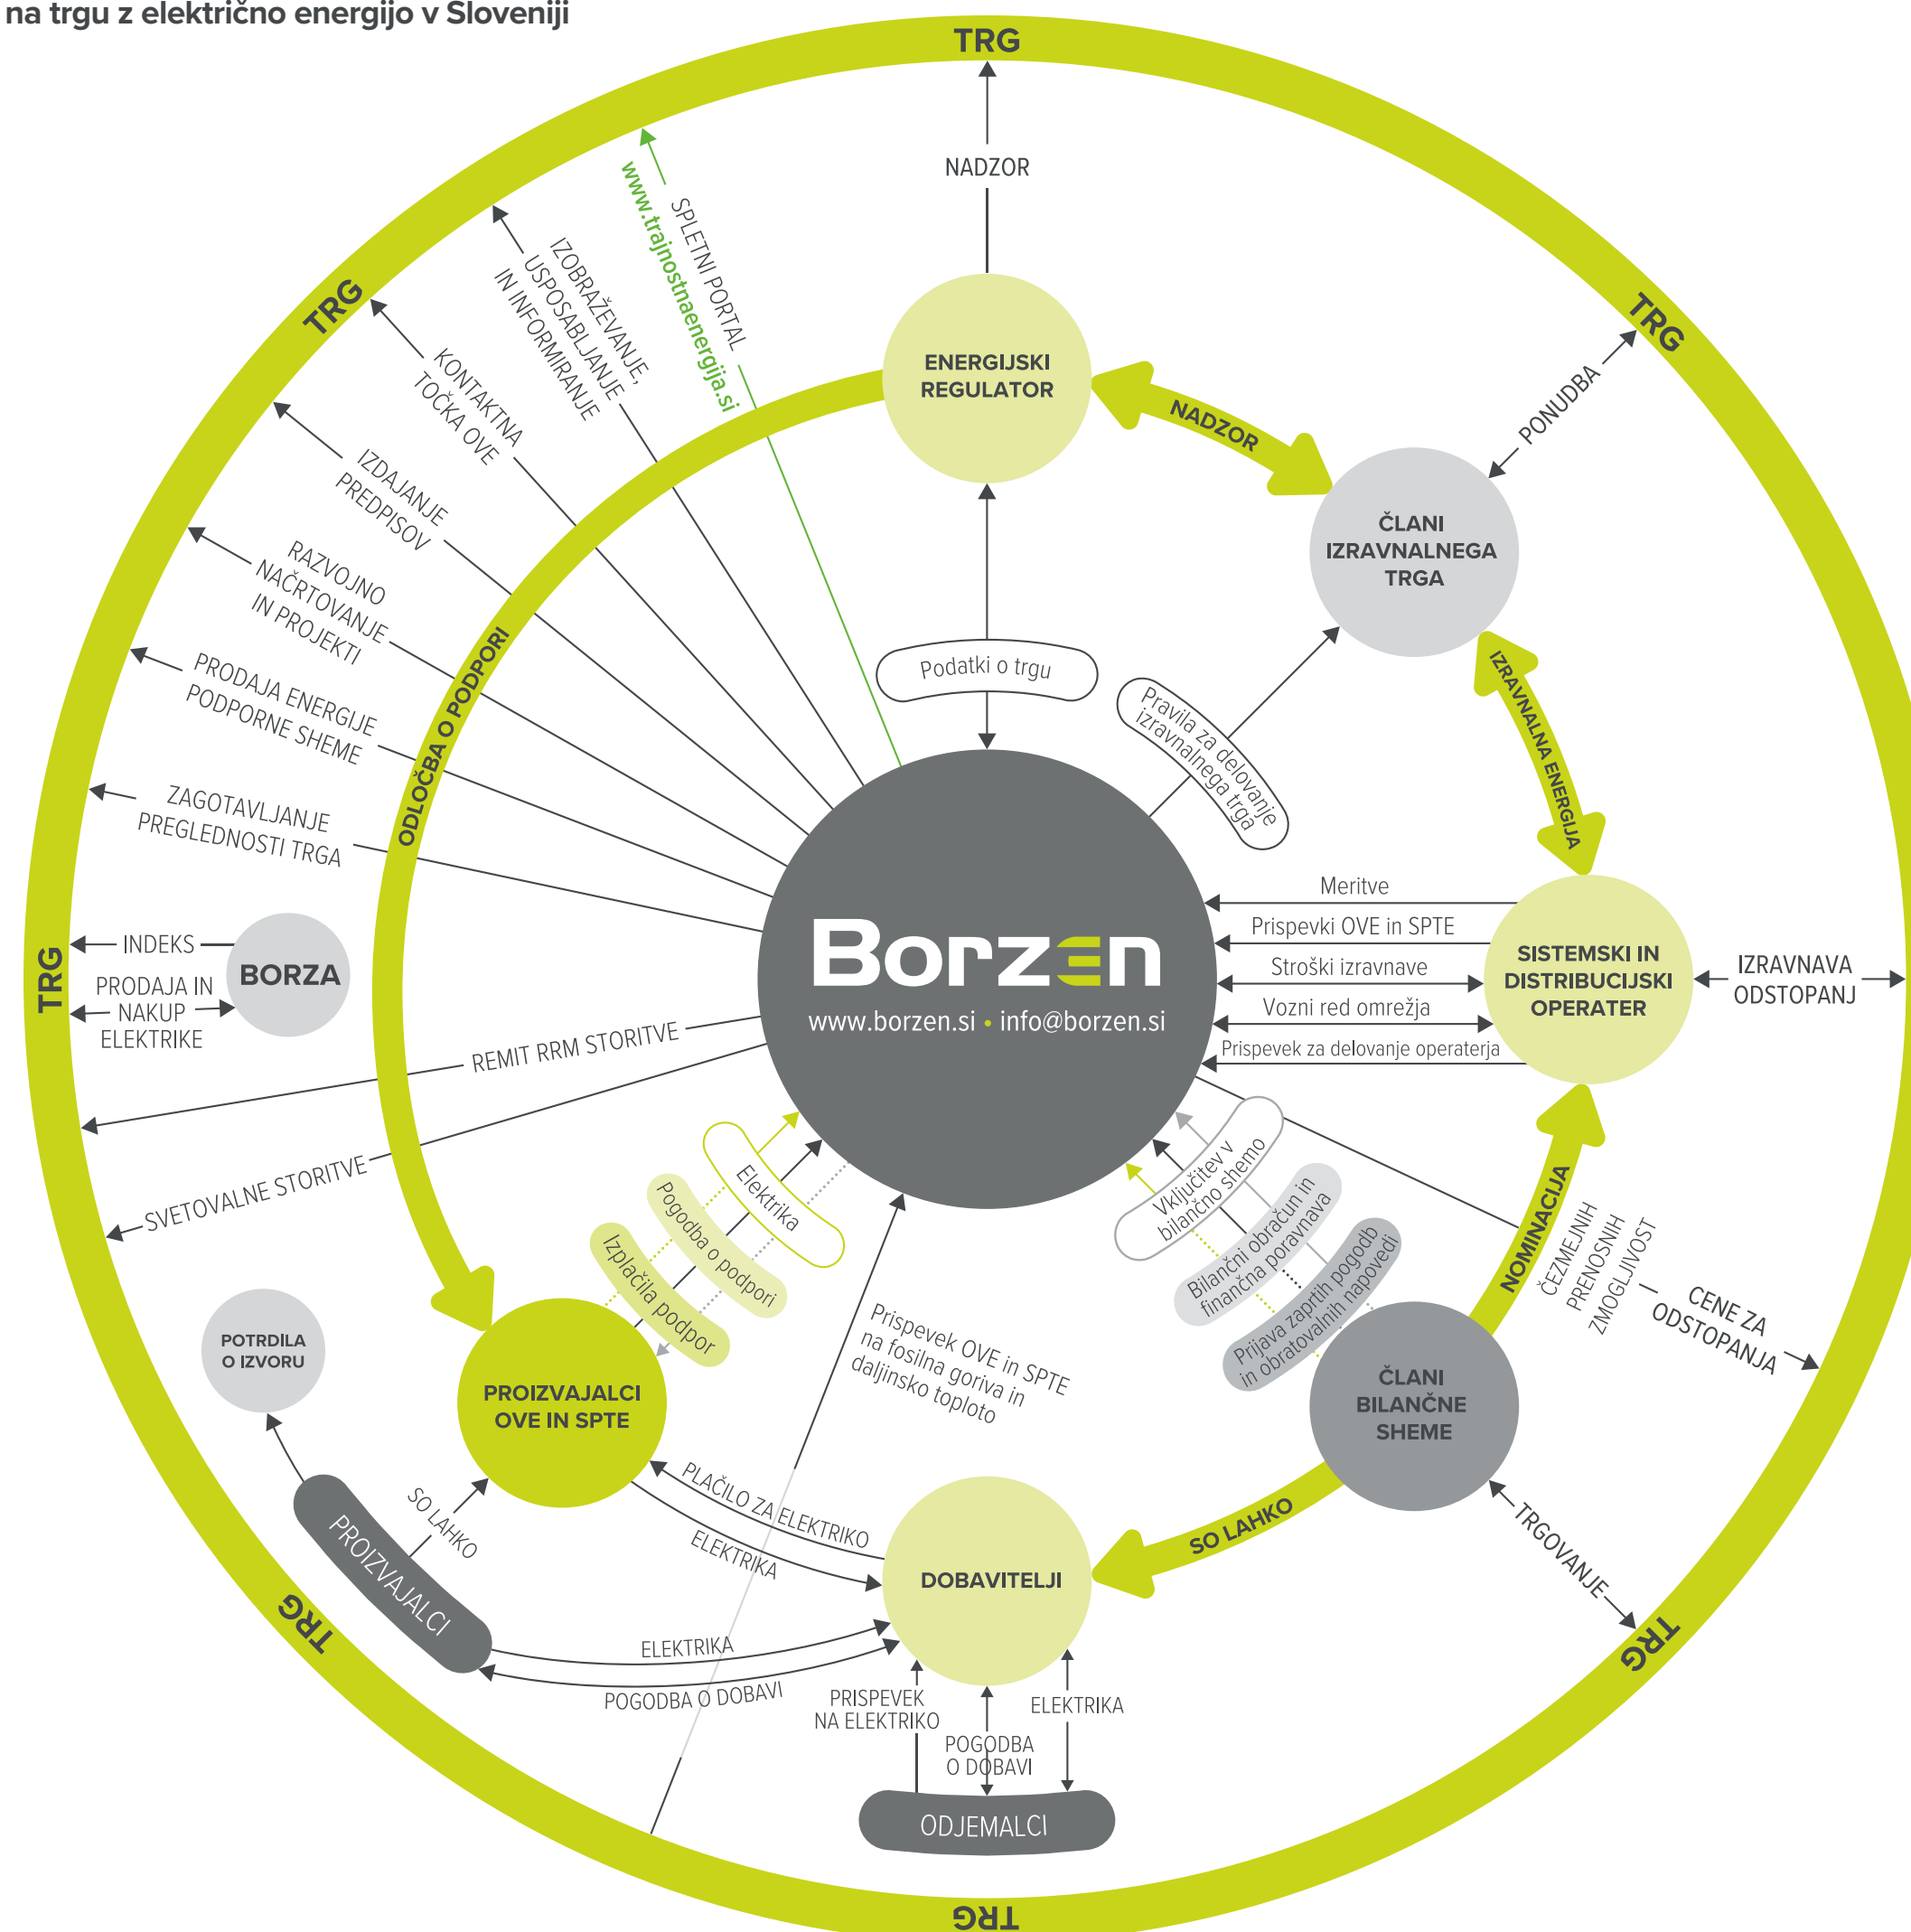 na trgu z električno energijo v Sloveniji
TRG
NADZOR
SPLETNI PORTAL
www.trajnostnaenergija.si
IZOBRAŽEVANJE,
USPOSABLJANJE
IN INFORMIRANJE
TRG
TRG
KONTAKTNA
TOČKA OVE
ENERGIJSKI
REGULATOR
NADZOR
PONUDBA
IZDAJANJE
PREDPISOV
ČLANI
IZRAVNALNEGA
TRGA
RAZVOJNO
NAČRTOVANJE
IN PROJEKTI
ODLOČBA O PODPORI
Podatki o trgu
Pravila za delovanje
izravnalnega trga
IZRAVNALNA ENERGIJA
PRODAJA ENERGIJE
PODPORNE SHEME
ZAGOTAVLJANJE
PREGLEDNOSTI TRGA
TRG
INDEKS
BORZA
PRODAJA IN
NAKUP
ELEKTRIKE
Borzen
www.borzen.si • info@borzen.si
Meritve
Prispevki OVE in SPTE
Stroški izravnave
Vozni red omrežja
Prispevek za delovanje operaterja
SISTEMSKI IN
DISTRIBUCIJSKI
OPERATER
IZRAVNAVA
ODSTOPANJ
REMIT RRM STORITVE
SVETOVALNE STORITVE
Elektrika
Pogodba o podpori
Izplačila podpor
Vključitev v
bilančno shemo
Bilančni obračun in
finančna poravnava
Prijava zaprtih pogodb
in obratovalnih napovedi
NOMINACIJA
ČEZMEJNIH
PRENOSNIH
ZMOGLJIVOST
CENE ZA
ODSTOPANJA
POTRDILA
O IZVORU
PROIZVAJALCI
OVE IN SPTE
Prispevek OVE in SPTE
na fosilna goriva in
daljinsko toploto
ČLANI
BILANČNE
SHEME
SO LAHKO
PROIZVAJALCI
PLAČILO ZA ELEKTRIKO
ELEKTRIKA
DOBAVITELJI
SO LAHKO
TRGOVANJE
TRG
TRG
ELEKTRIKA
POGODBA O DOBAVI
PRISPEVEK
NA ELEKTRIKO
POGODBA
O DOBAVI
ELEKTRIKA
ODJEMALCI
TRG